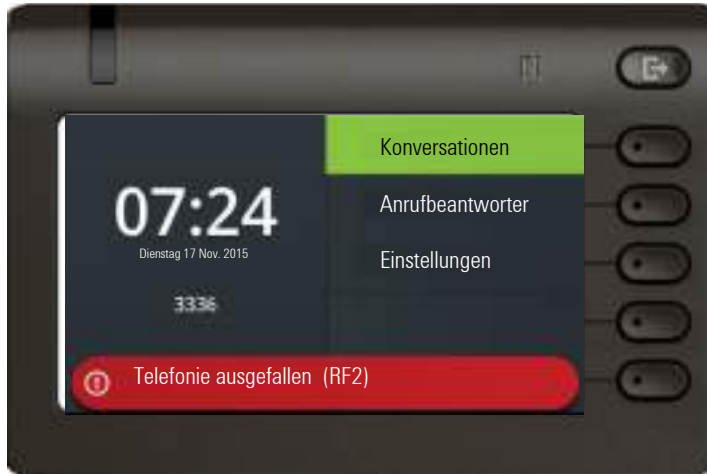 Konversationen
07:24
Anrufbeantworter
Dienstag 17 Nov. 2015
Einstellungen
3336
Telefonie ausgefallen (RF2)